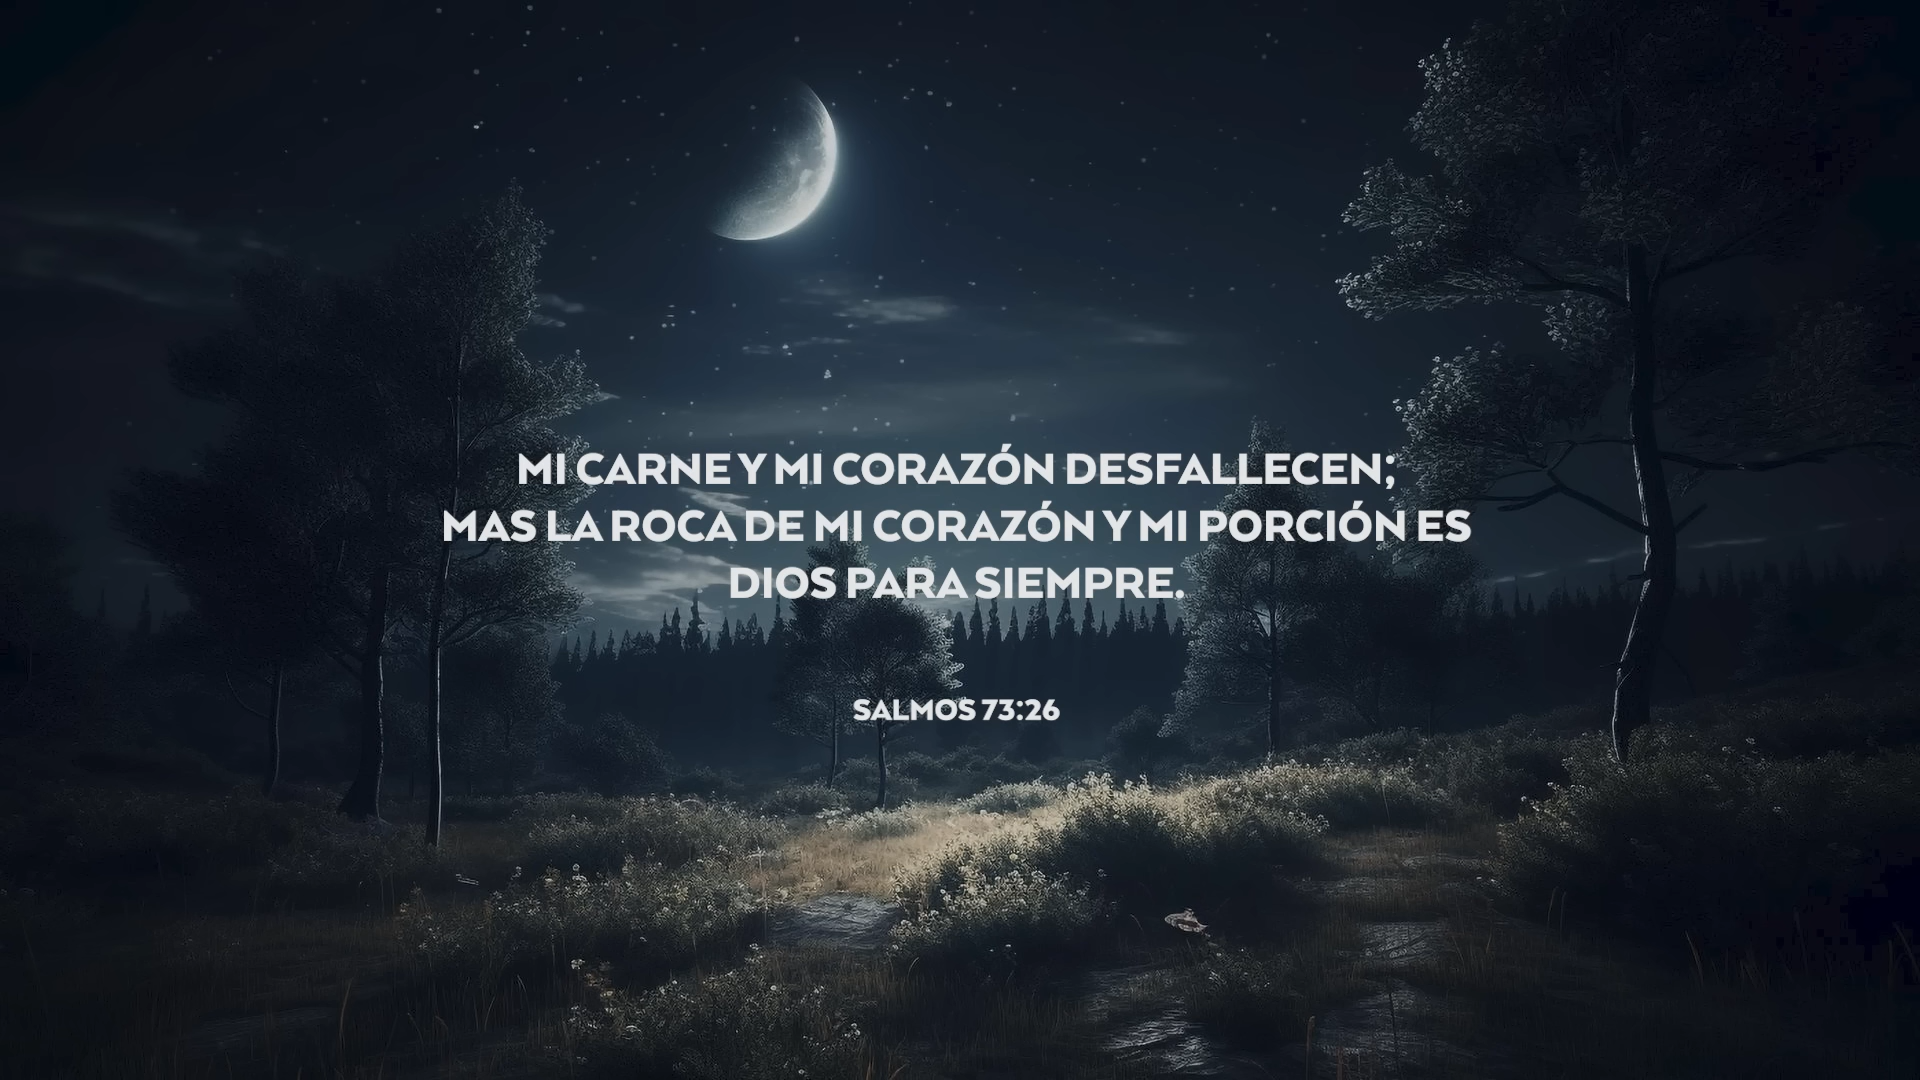 MI CARNE Y MI CORAZÓN DESFALLECEN;
MAS LA ROCA DE MI CORAZÓN Y MI PORCIÓN ES
DIOS PARA SIEMPRE.
SALMOS 73:26